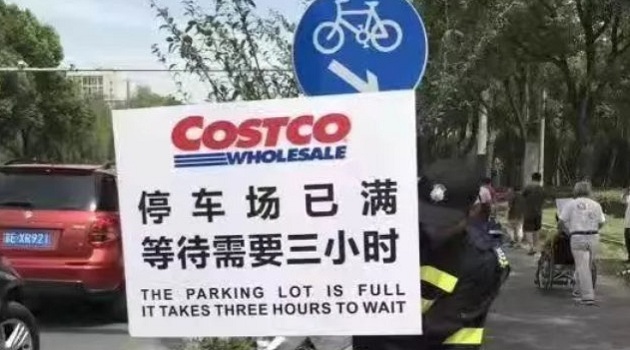 COSTCO
WHOLESALE
停车场已满
等待需要三小时
THE PARKING LOT IS FULL
IT TAKES THREE HOURS TO WAIT
XR921